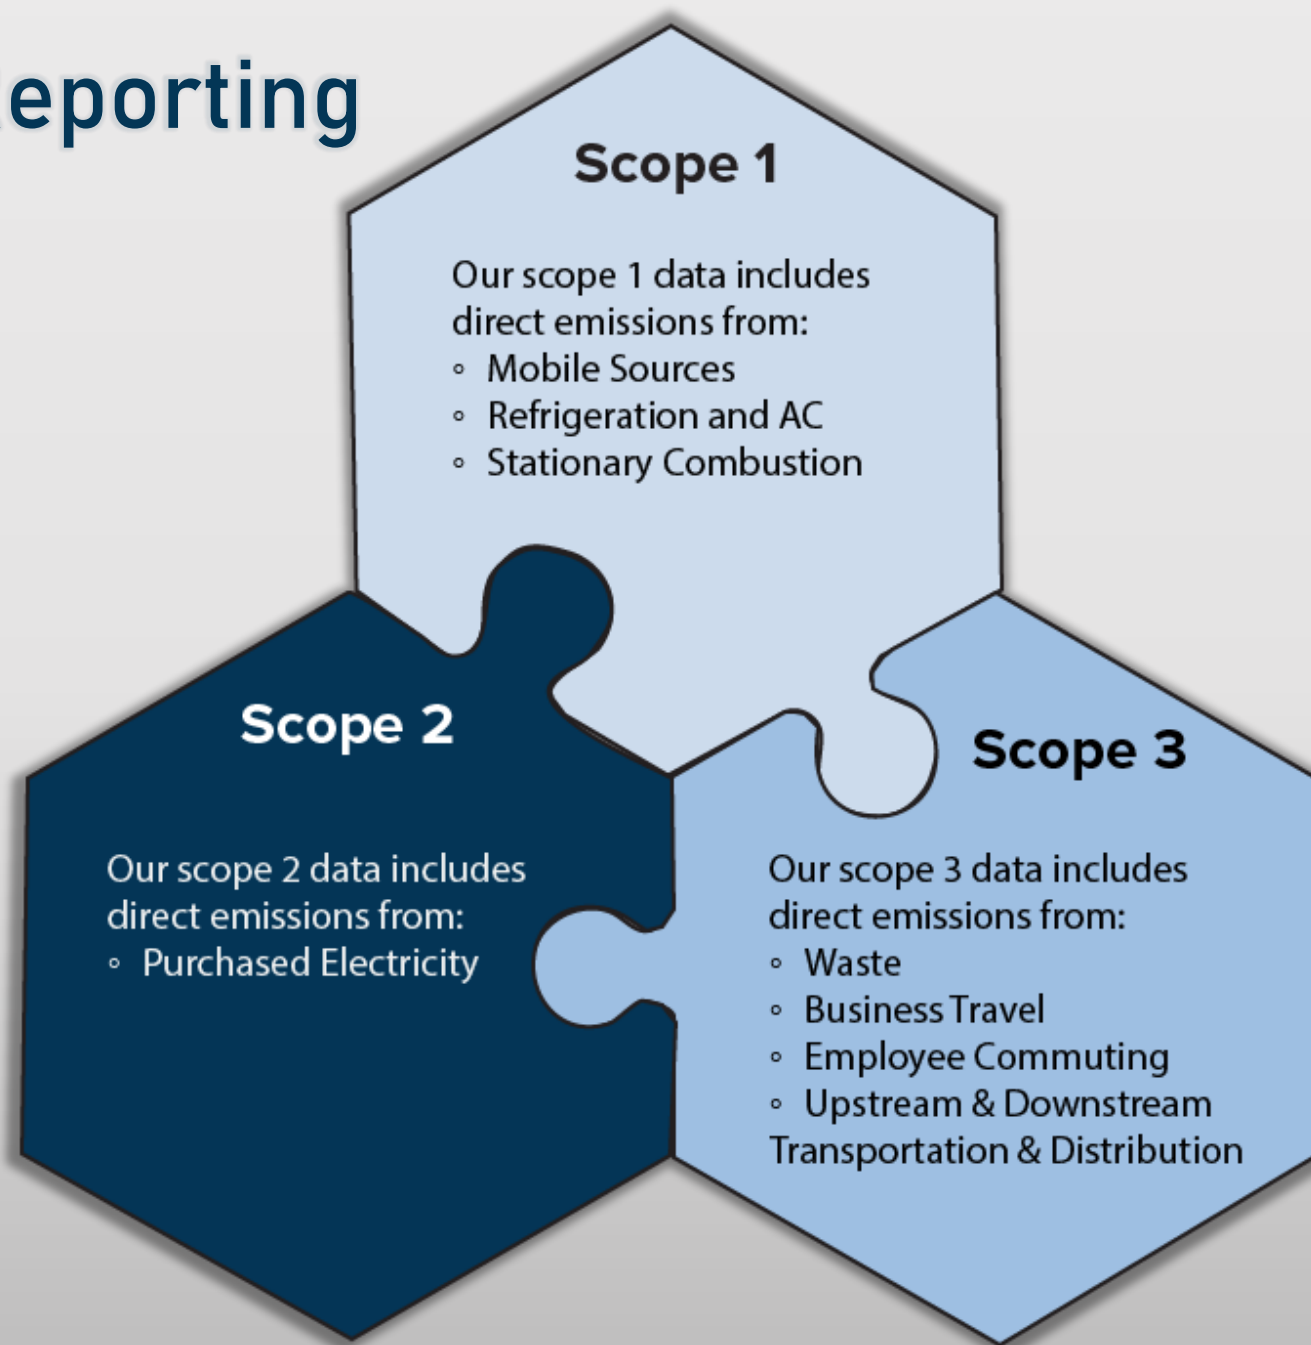 eporting
Scope 1
Our scope 1 data includes
direct emissions from:
◦ Mobile Sources
◦ Refrigeration and AC
◦ Stationary Combustion
Scope 2
Our scope 2 data includes
direct emissions from:
◦ Purchased Electricity
Scope 3
Our scope 3 data includes
direct emissions from:
◦ Waste
◦ Business Travel
◦ Employee Commuting
◦ Upstream & Downstream
Transportation & Distribution